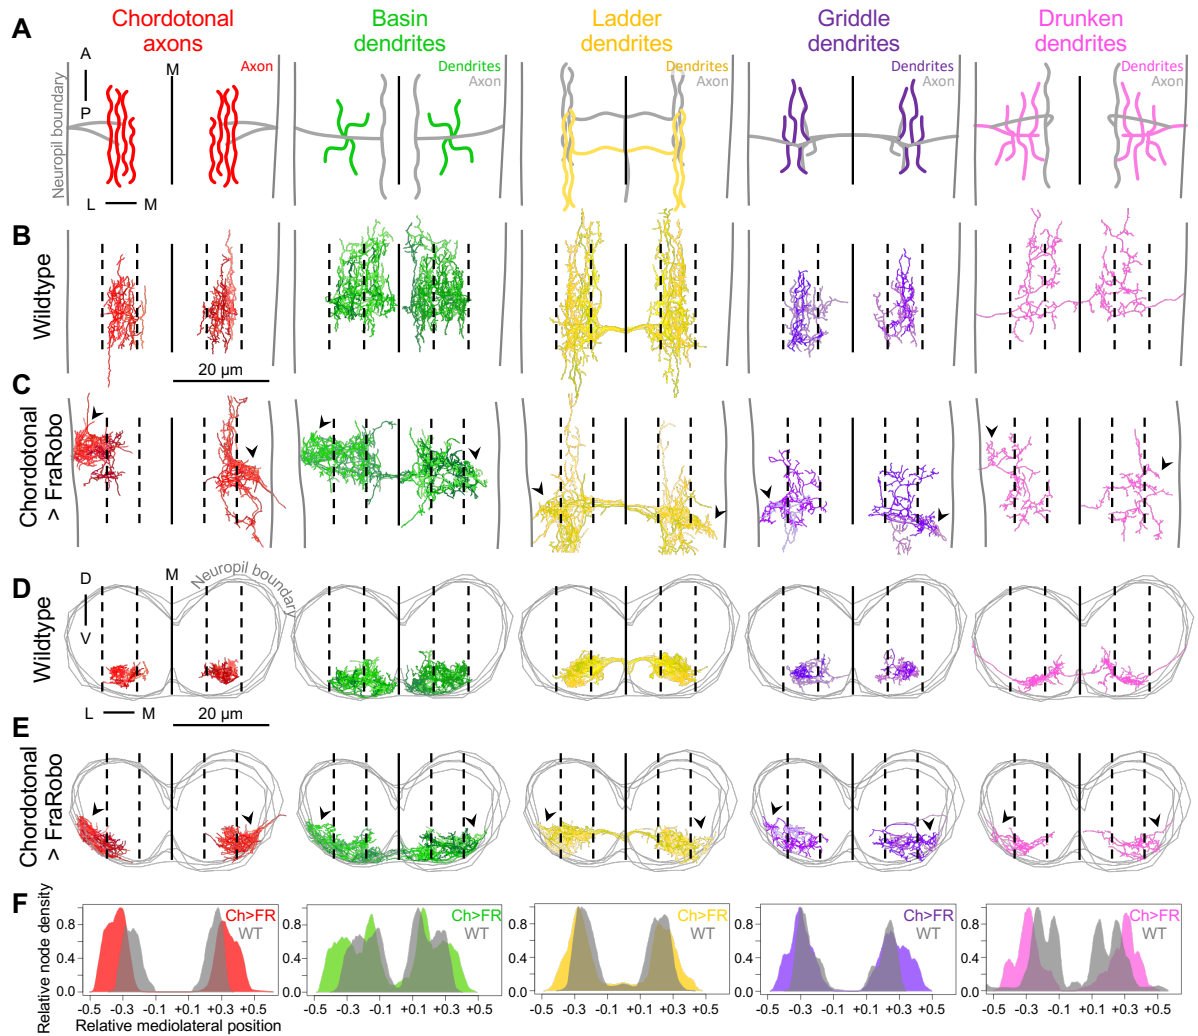 A
Chordotonal
axons
Basin
dendrites
Ladder
dendrites
Griddle
dendrites
Drunken
dendrites
Neuropil boundary
A
P
M
Axon
L M
Dendrites
Axon
Dendrites
Axon
Dendrites
Axon
Dendrites
Axon
B
Wildtype
20 µm
C
Chordotonal
> FraRobo
D
Wildtype
D
V
M
Neuropil boundary
L M
20 µm
E
Chordotonal
> FraRobo
F
Relative node density
0.8
0.4
0.0
Ch>FR
WT
-0.5 -0.3 -0.1 +0.1 +0.3 +0.5
Relative mediolateral position
0.8
0.4
0.0
Ch>FR
WT
-0.5 -0.3 -0.1 +0.1 +0.3 +0.5
0.8
0.4
0.0
Ch>FR
WT
-0.5 -0.3 -0.1 +0.1 +0.3 +0.5
0.8
0.4
0.0
Ch>FR
WT
-0.5 -0.3 -0.1 +0.1 +0.3 +0.5
0.8
0.4
0.0
Ch>FR
WT
-0.5 -0.3 -0.1 +0.1 +0.3 +0.5